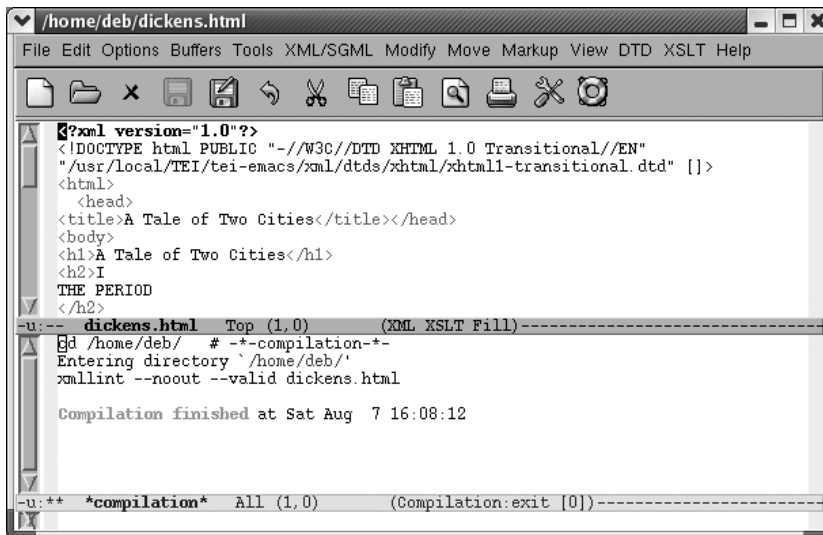 /home/deb/dickens.html
File Edit Options Buffers Tools XML/SGML Modify Move Markup View DTD XSLT Help
<?xml version="1.0"?>
<!DOCTYPE html PUBLIC "-//W3C//DTD XHTML 1.0 Transitional//EN"
"/usr/local/TEI/tei-emacs/xml/dtds/xhtml/xhtml1-transitional.dtd" []>
<html>
<head>
<title>A Tale of Two Cities</title></head>
<body>
<h1>A Tale of Two Cities</h1>
<h2>I
THE PERIOD
</h2>
-u:-- dickens.html Top (1,0) (XML XSLT Fill)--------------------------------
cd /home/deb/ # -*-compilation-*-
Entering directory `/home/deb/'
xmllint --noout --valid dickens.html
Compilation finished at Sat Aug 7 16:08:12
-u:** *compilation* All (1,0) (Compilation:exit [0])------------------------